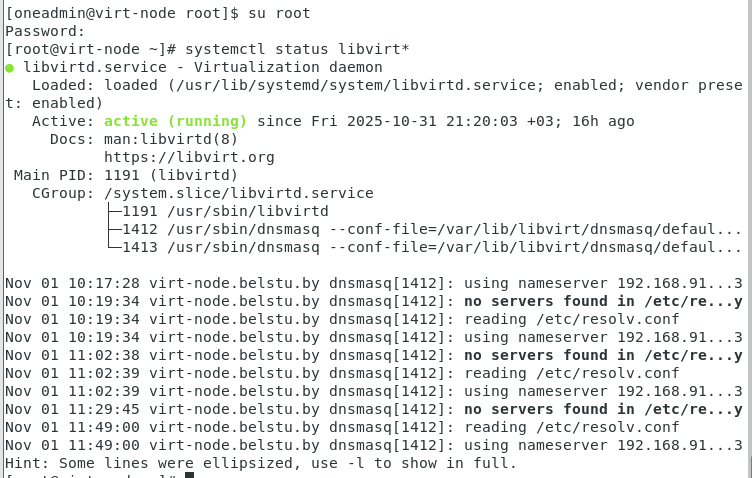 [oneadmin@virt-node root]$ su root
Password:
[root@virt-node ~]# systemctl status libvirt*
● libvirtd.service - Virtualization daemon
   Loaded: loaded (/usr/lib/systemd/system/libvirtd.service; enabled; vendor prese
t: enabled)
   Active: active (running) since Fri 2025-10-31 21:20:03 +03; 16h ago
     Docs: man:libvirtd(8)
           https://libvirt.org
 Main PID: 1191 (libvirtd)
   CGroup: /system.slice/libvirtd.service
           ├─1191 /usr/sbin/libvirtd
           ├─1412 /usr/sbin/dnsmasq --conf-file=/var/lib/libvirt/dnsmasq/defaul...
           └─1413 /usr/sbin/dnsmasq --conf-file=/var/lib/libvirt/dnsmasq/defaul...

Nov 01 10:17:28 virt-node.belstu.by dnsmasq[1412]: using nameserver 192.168.91...3
Nov 01 10:19:34 virt-node.belstu.by dnsmasq[1412]: no servers found in /etc/re...y
Nov 01 10:19:34 virt-node.belstu.by dnsmasq[1412]: reading /etc/resolv.conf
Nov 01 10:19:34 virt-node.belstu.by dnsmasq[1412]: using nameserver 192.168.91...3
Nov 01 11:02:38 virt-node.belstu.by dnsmasq[1412]: no servers found in /etc/re...y
Nov 01 11:02:39 virt-node.belstu.by dnsmasq[1412]: reading /etc/resolv.conf
Nov 01 11:02:39 virt-node.belstu.by dnsmasq[1412]: using nameserver 192.168.91...3
Nov 01 11:29:45 virt-node.belstu.by dnsmasq[1412]: no servers found in /etc/re...y
Nov 01 11:49:00 virt-node.belstu.by dnsmasq[1412]: reading /etc/resolv.conf
Nov 01 11:49:00 virt-node.belstu.by dnsmasq[1412]: using nameserver 192.168.91...3
Hint: Some lines were ellipsized, use -l to show in full.